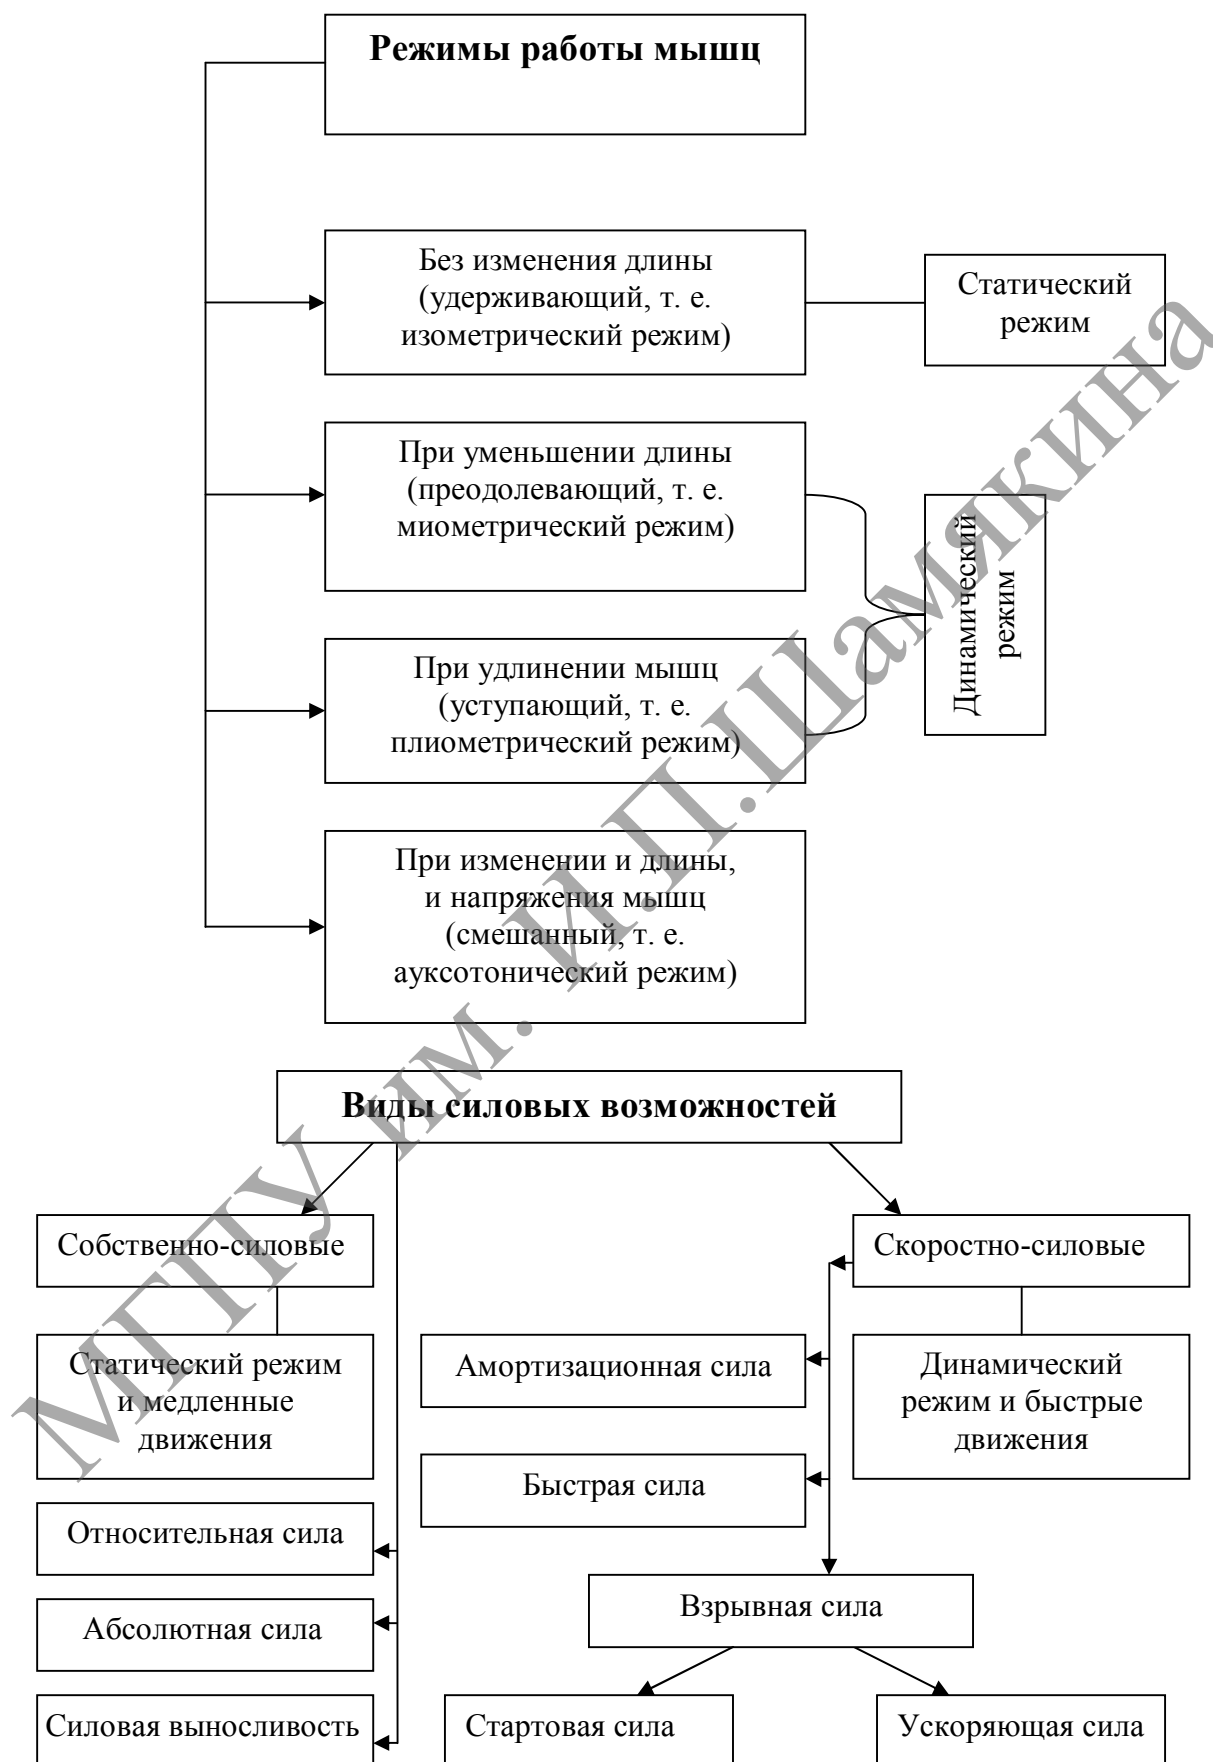 Режимы работы мышц
Без изменения длины
(удерживающий, т. е.
изометрический режим)
Статический
режим
При уменьшении длины
(преодолевающий, т. е.
миометрический режим)
Динамический
режим
При удлинении мышц
(уступающий, т. е.
плиометрический режим)
При изменении и длины,
и напряжения мышц
(смешанный, т. е.
ауксотонический режим)
Виды силовых возможностей
Собственно-силовые
Скоростно-силовые
Статический режим
и медленные
движения
Амортизационная сила
Динамический
режим и быстрые
движения
Быстрая сила
Относительная сила
Взрывная сила
Абсолютная сила
Силовая выносливость
Стартовая сила
Ускоряющая сила
МГПУ им. И.П.Шамякина